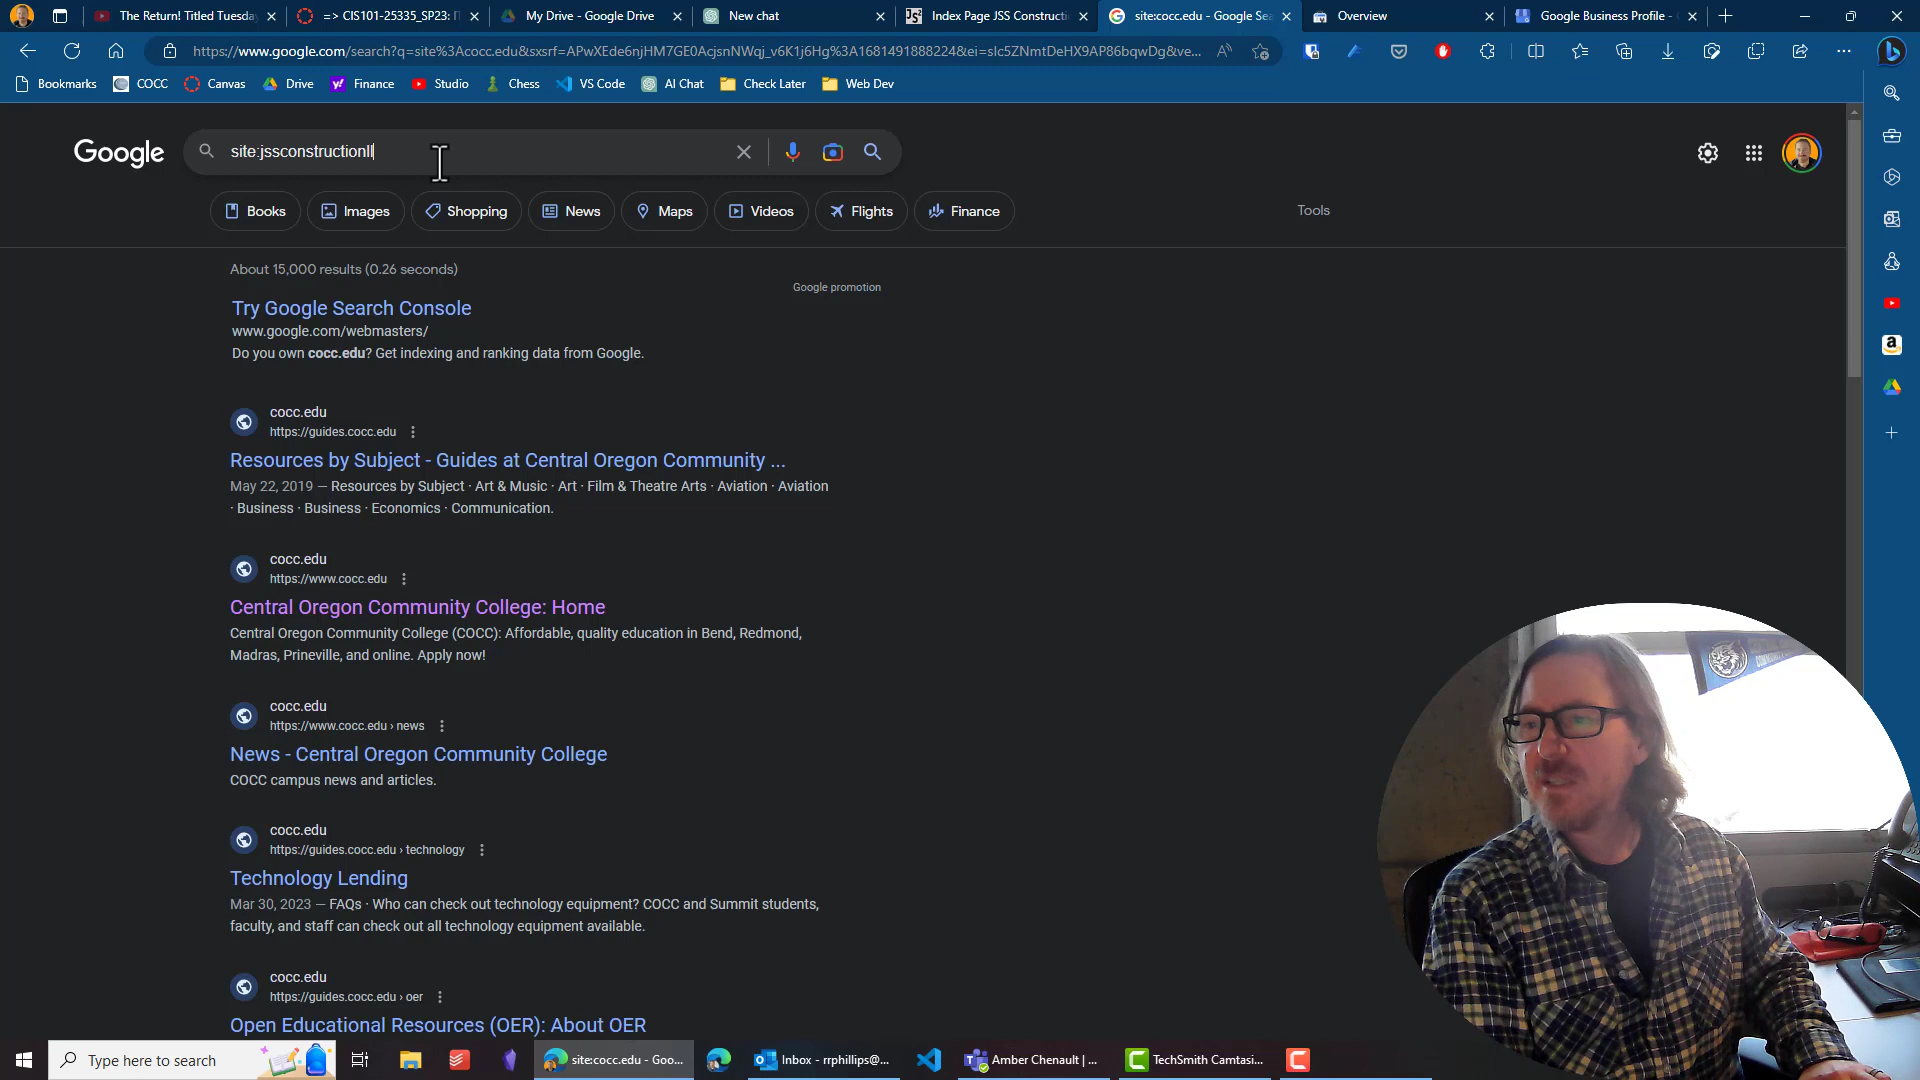 The Return! Titled Tuesda
=> CIS101-25335_SP23: I
My Drive - Google Drive
New chat
Index Page JSS Constructi
site:cocc.edu - Google Se
Overview
Google Business Profile -
https://www.google.com/search?q=site%3Acocc.edu&sxsrf=APwXEde6njHM7GE0AcjsnNWqj_v6K1j6Hg%3A1681491888224&ei=sIc5ZNmtDeHX9AP86bqwDg&ve...
Bookmarks
COCC
Canvas
Drive
Finance
Studio
Chess
VS Code
AI Chat
Check Later
Web Dev
Google
site:jssconstructionll
Books
Images
Shopping
News
Maps
Videos
Flights
Finance
Tools
About 15,000 results (0.26 seconds)
Google promotion
Try Google Search Console
www.google.com/webmasters/
Do you own cocc.edu? Get indexing and ranking data from Google.
cocc.edu
https://guides.cocc.edu
Resources by Subject - Guides at Central Oregon Community ...
May 22, 2019 — Resources by Subject · Art & Music · Art · Film & Theatre Arts · Aviation · Aviation
· Business · Business · Economics · Communication.
cocc.edu
https://www.cocc.edu
Central Oregon Community College: Home
Central Oregon Community College (COCC): Affordable, quality education in Bend, Redmond,
Madras, Prineville, and online. Apply now!
cocc.edu
https://www.cocc.edu › news
News - Central Oregon Community College
COCC campus news and articles.
cocc.edu
https://guides.cocc.edu › technology
Technology Lending
Mar 30, 2023 — FAQs · Who can check out technology equipment? COCC and Summit students,
faculty, and staff can check out all technology equipment available.
cocc.edu
https://guides.cocc.edu › oer
Open Educational Resources (OER): About OER
Type here to search
site:cocc.edu - Goo...
Inbox - rrphillips@...
Amber Chenault | ...
TechSmith Camtasi...